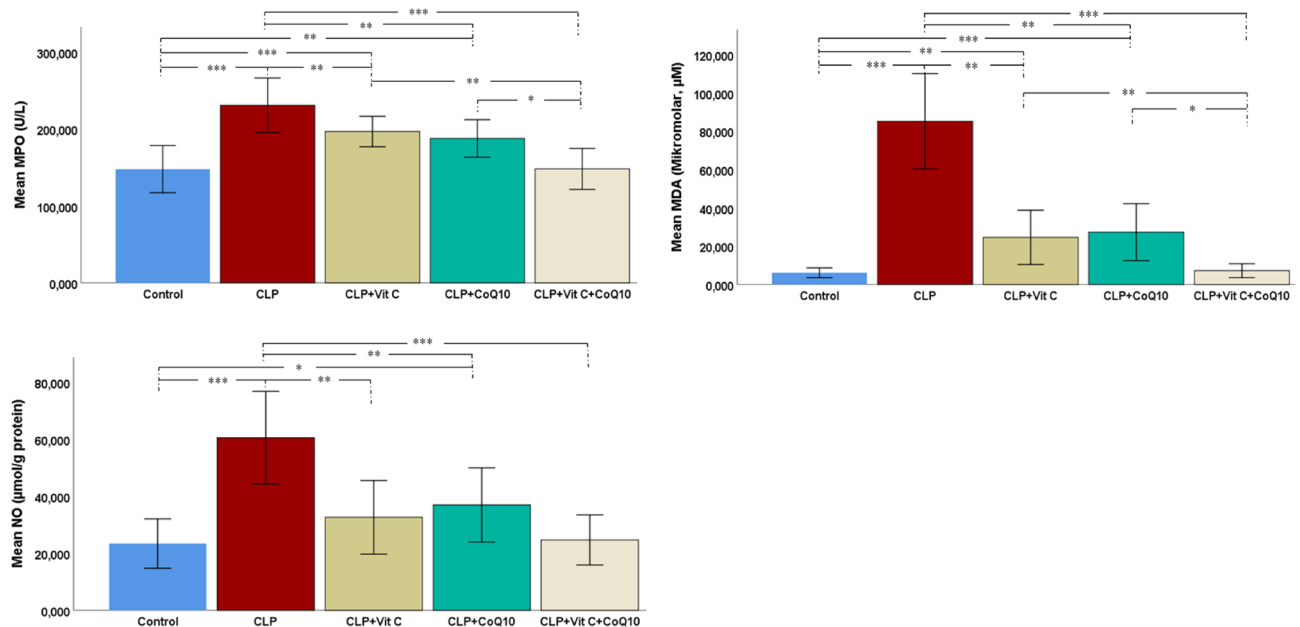 ***
**
**
***
***
**
**
*
300,000
200,000
100,000
0,000
Mean MPO (U/L)
Control
CLP
CLP+Vit C
CLP+CoQ10
CLP+Vit C+CoQ10
***
**
***
**
***
**
**
*
120,000
100,000
80,000
60,000
40,000
20,000
0,000
Mean MDA (Mikromolar, µM)
Control
CLP
CLP+Vit C
CLP+CoQ10
CLP+Vit C+CoQ10
***
**
*
***
**
80,000
60,000
40,000
20,000
0,000
Mean NO (µmol/g protein)
Control
CLP
CLP+Vit C
CLP+CoQ10
CLP+Vit C+CoQ10